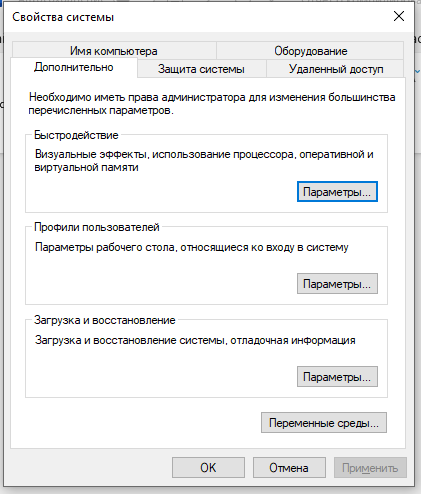 Свойства системы
Имя компьютера
Оборудование
Дополнительно
Защита системы
Удаленный доступ
Необходимо иметь права администратора для изменения большинства
перечисленных параметров.
Быстродействие
Визуальные эффекты, использование процессора, оперативной и
виртуальной памяти
Параметры...
Профили пользователей
Параметры рабочего стола, относящиеся ко входу в систему
Параметры...
Загрузка и восстановление
Загрузка и восстановление системы, отладочная информация
Параметры...
Переменные среды...
ОК
Отмена
Применить